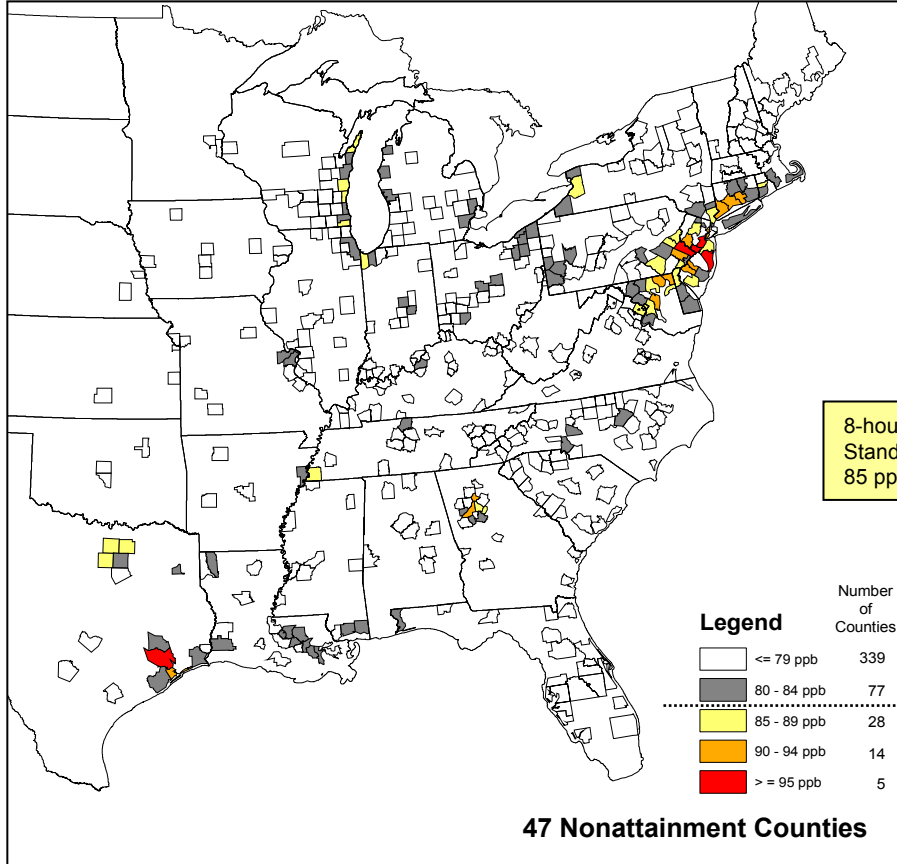 8-hou
Stand
85 pp
Legend
Number
of
Counties
<= 79 ppb 339
80 - 84 ppb 77
85 - 89 ppb 28
90 - 94 ppb 14
> = 95 ppb 5
47 Nonattainment Counties